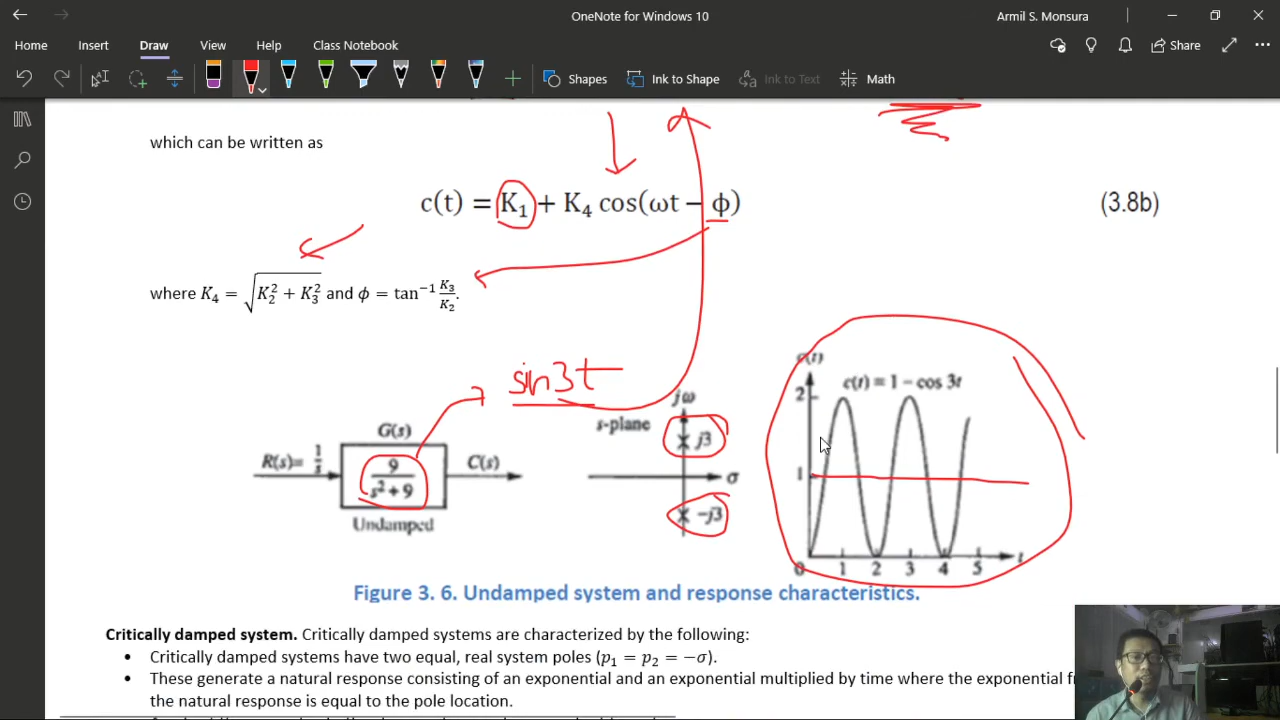 OneNote for Windows 10
Armil S. Monsura
Home Insert Draw View Help Class Notebook
Share
Shapes Ink to Shape Ink to Text Math
which can be written as
c(t) = K₁ + K₄ cos(ωt − ϕ) (3.8b)
where K₄ = √(K₂² + K₃²) and ϕ = tan⁻¹ K₃/K₂.
sin3t
G(s)
R(s)= 1/s
9/(s² + 9)
C(s)
Undamped
jω
s-plane
j3
σ
-j3
c(t)
c(t) = 1 − cos 3t
2
1
0 1 2 3 4 5 t
Figure 3. 6. Undamped system and response characteristics.
Critically damped system. Critically damped systems are characterized by the following:
• Critically damped systems have two equal, real system poles (p₁ = p₂ = −σ).
• These generate a natural response consisting of an exponential and an exponential multiplied by time where the exponential
the natural response is equal to the pole location.